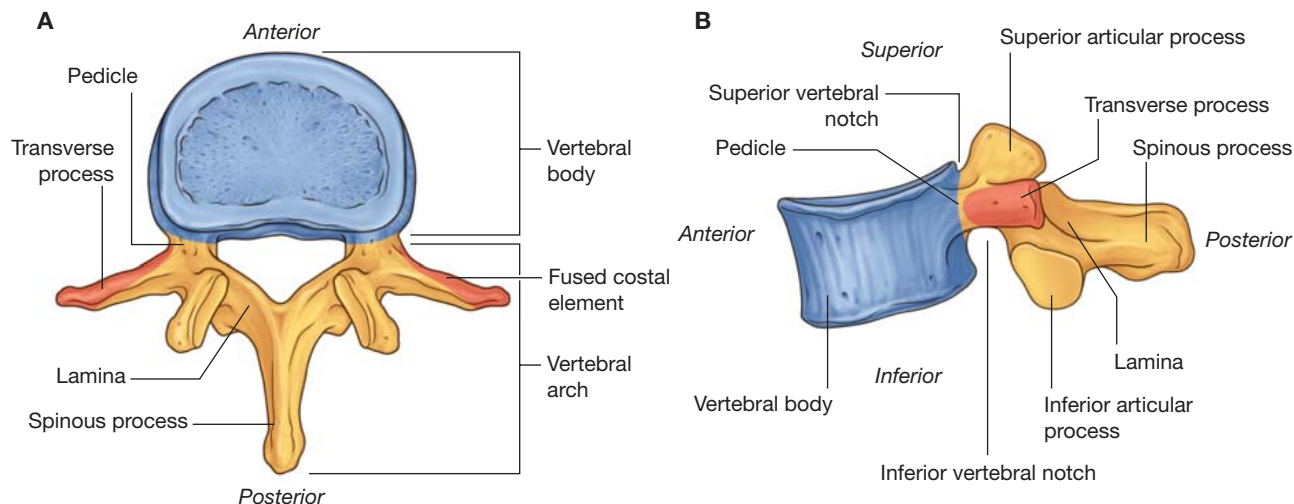 A
Anterior
Pedicle
Transverse
process
Vertebral
body
Fused costal
element
Lamina
Vertebral
arch
Spinous process
Posterior
B
Superior
Superior articular process
Superior vertebral
notch
Transverse process
Pedicle
Spinous process
Anterior
Posterior
Inferior
Lamina
Vertebral body
Inferior articular
process
Inferior vertebral notch